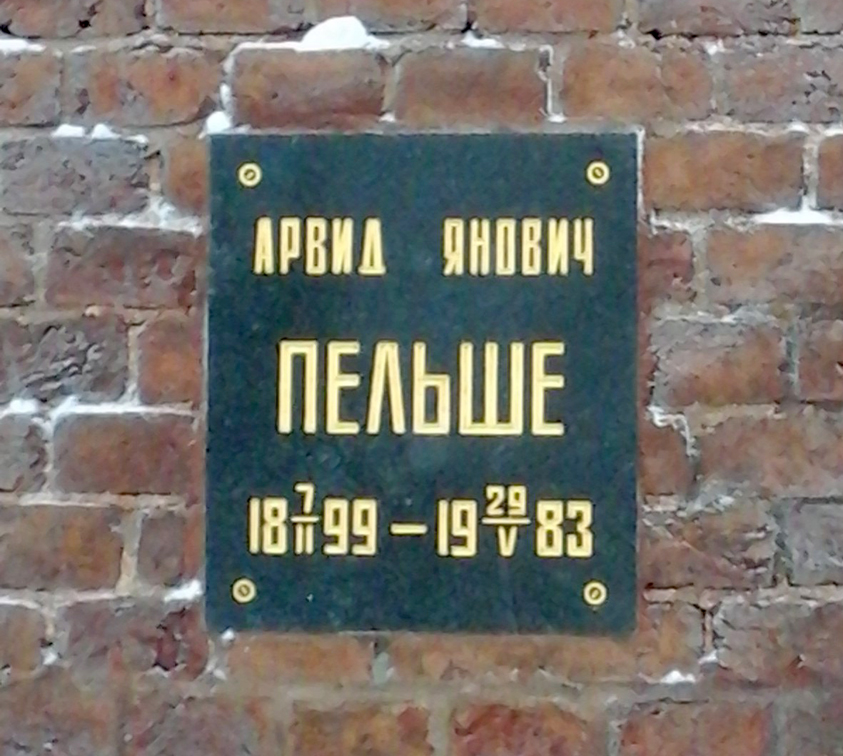 АРВИД ЯНОВИЧ
ПЕЛЬШЕ
18 7/II 99 – 19 29/V 83